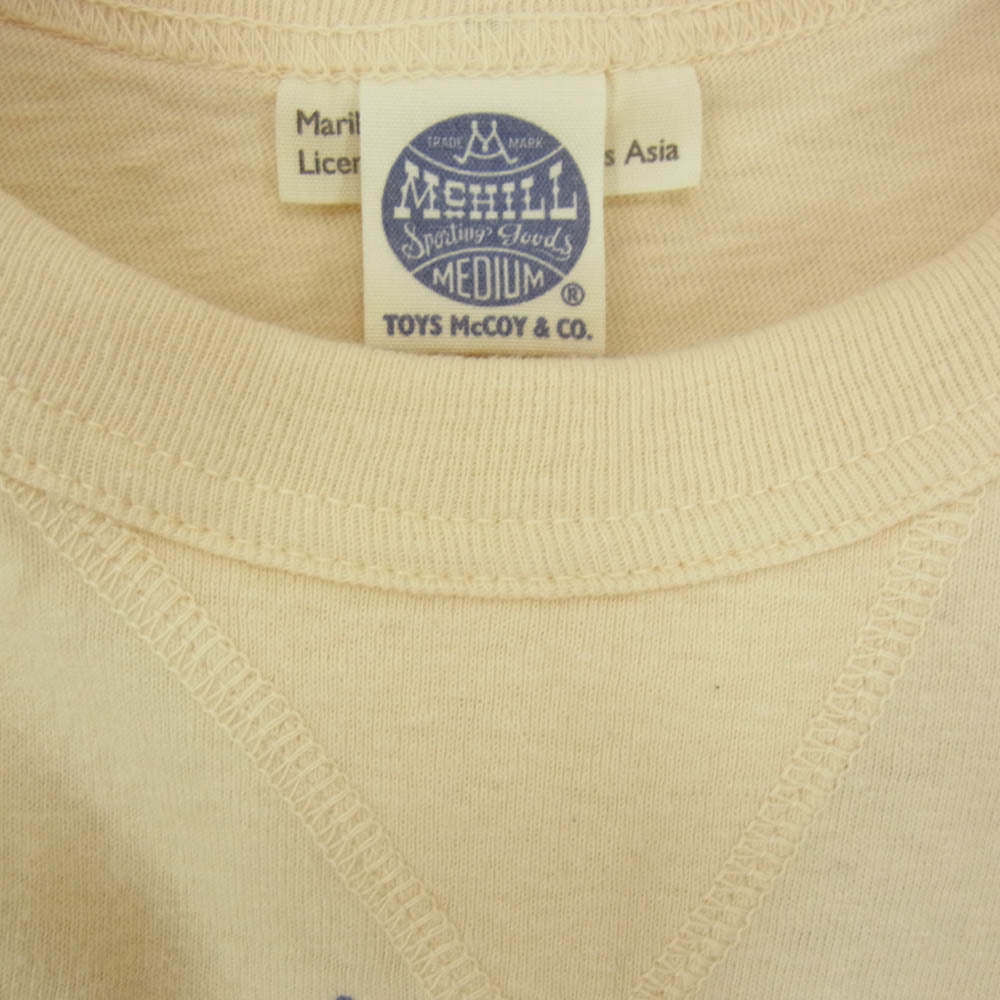 TRADE MARK
McHILL
Sporting Goods
MEDIUM
®
TOYS McCOY & CO.
Maril
Licen
s Asia